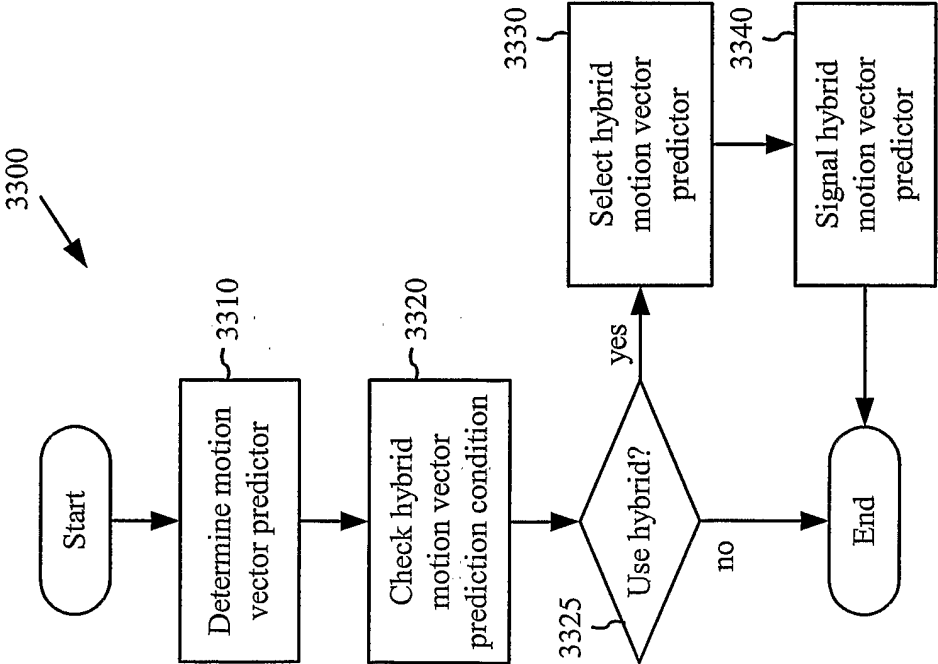 3300
Start
3310
Determine motion
vector predictor
3320
Check hybrid
motion vector
prediction condition
3325
Use hybrid?
yes
no
3330
Select hybrid
motion vector
predictor
3340
Signal hybrid
motion vector
predictor
End